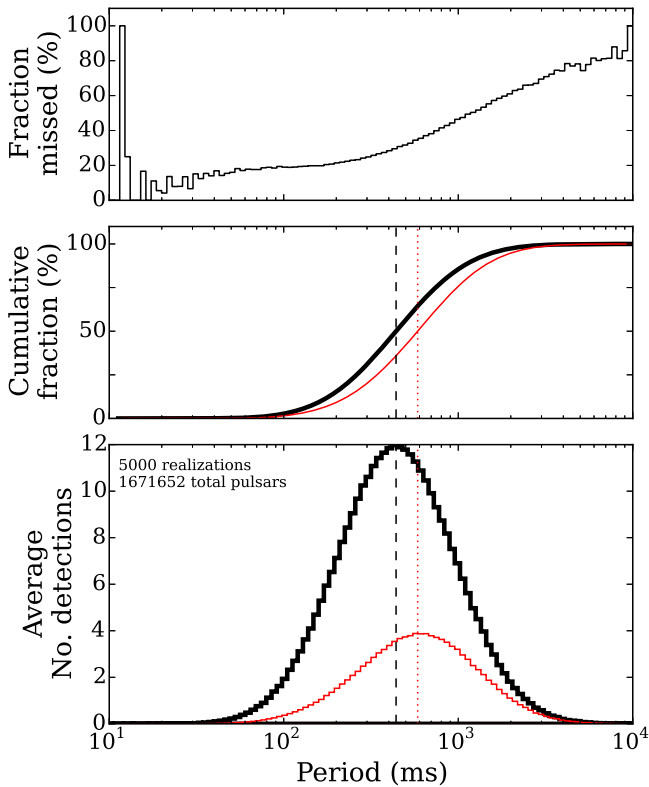 Fraction
missed (%)
100
80
60
40
20
0
Cumulative
fraction (%)
100
50
0
Average
No. detections
12
10
8
6
4
2
0
5000 realizations
1671652 total pulsars
10^1
10^2
10^3
10^4
Period (ms)